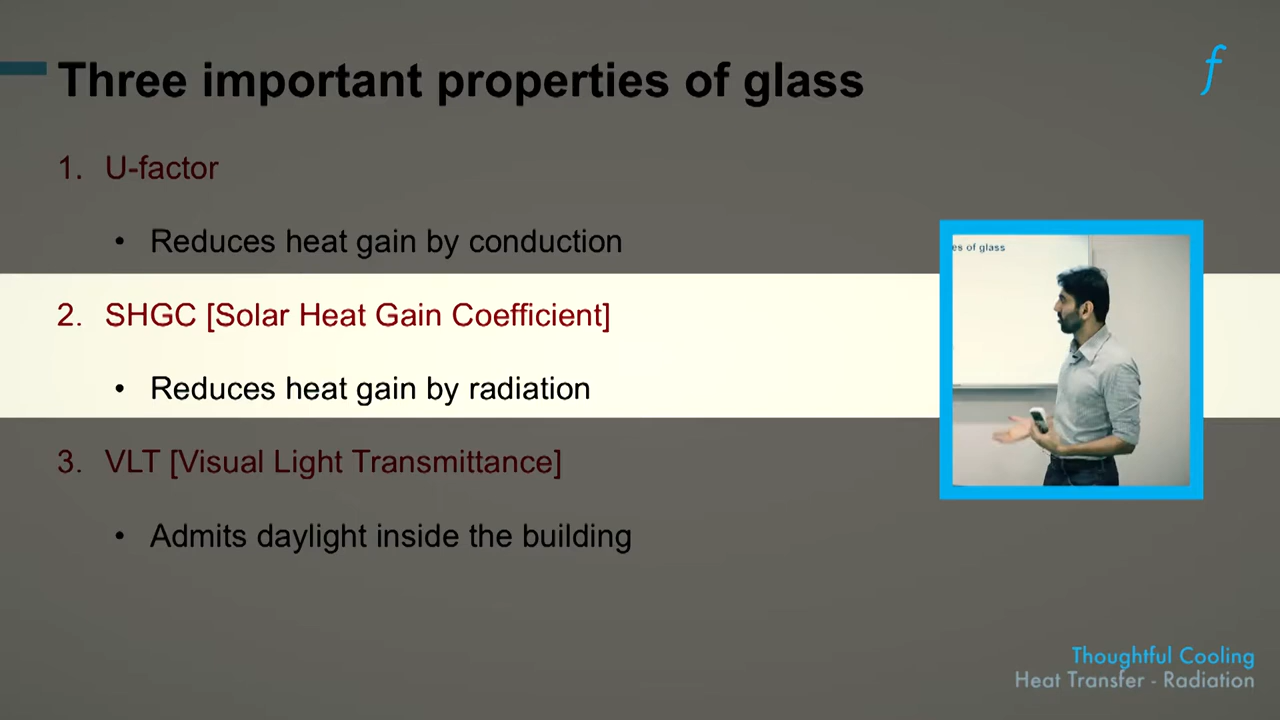 Three important properties of glass
f
1. U-factor
• Reduces heat gain by conduction
2. SHGC [Solar Heat Gain Coefficient]
• Reduces heat gain by radiation
es of glass
3. VLT [Visual Light Transmittance]
• Admits daylight inside the building
Thoughtful Cooling
Heat Transfer - Radiation